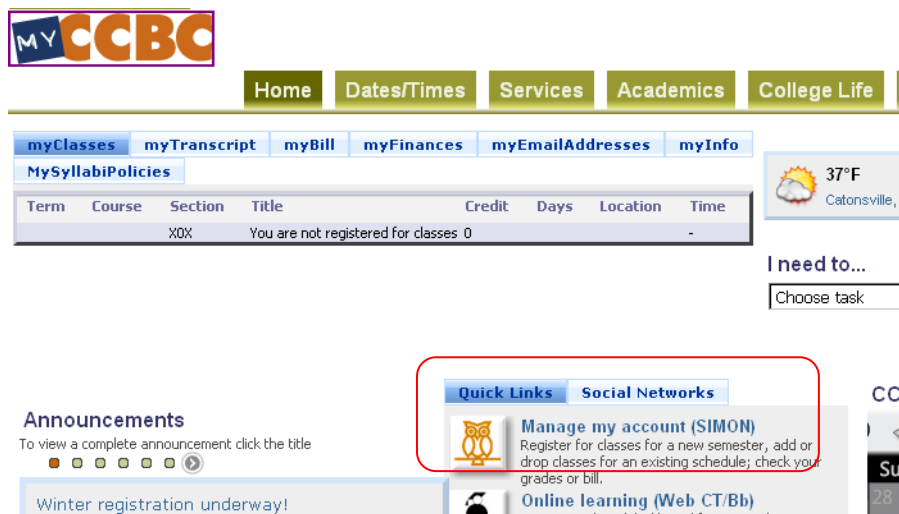 MY CCBC
Home Dates/Times Services Academics College Life
myClasses myTranscript myBill myFinances myEmailAddresses myInfo
MySyllabiPolicies
Term Course Section Title Credit Days Location Time
X0X You are not registered for classes 0 -
37°F
Catonsville,
I need to...
Choose task
Quick Links Social Networks
Announcements
To view a complete announcement click the title
Winter registration underway!
Manage my account (SIMON)
Register for classes for a new semester, add or
drop classes for an existing schedule; check your
grades or bill.
Online learning (Web CT/Bb)
CC
Su
28